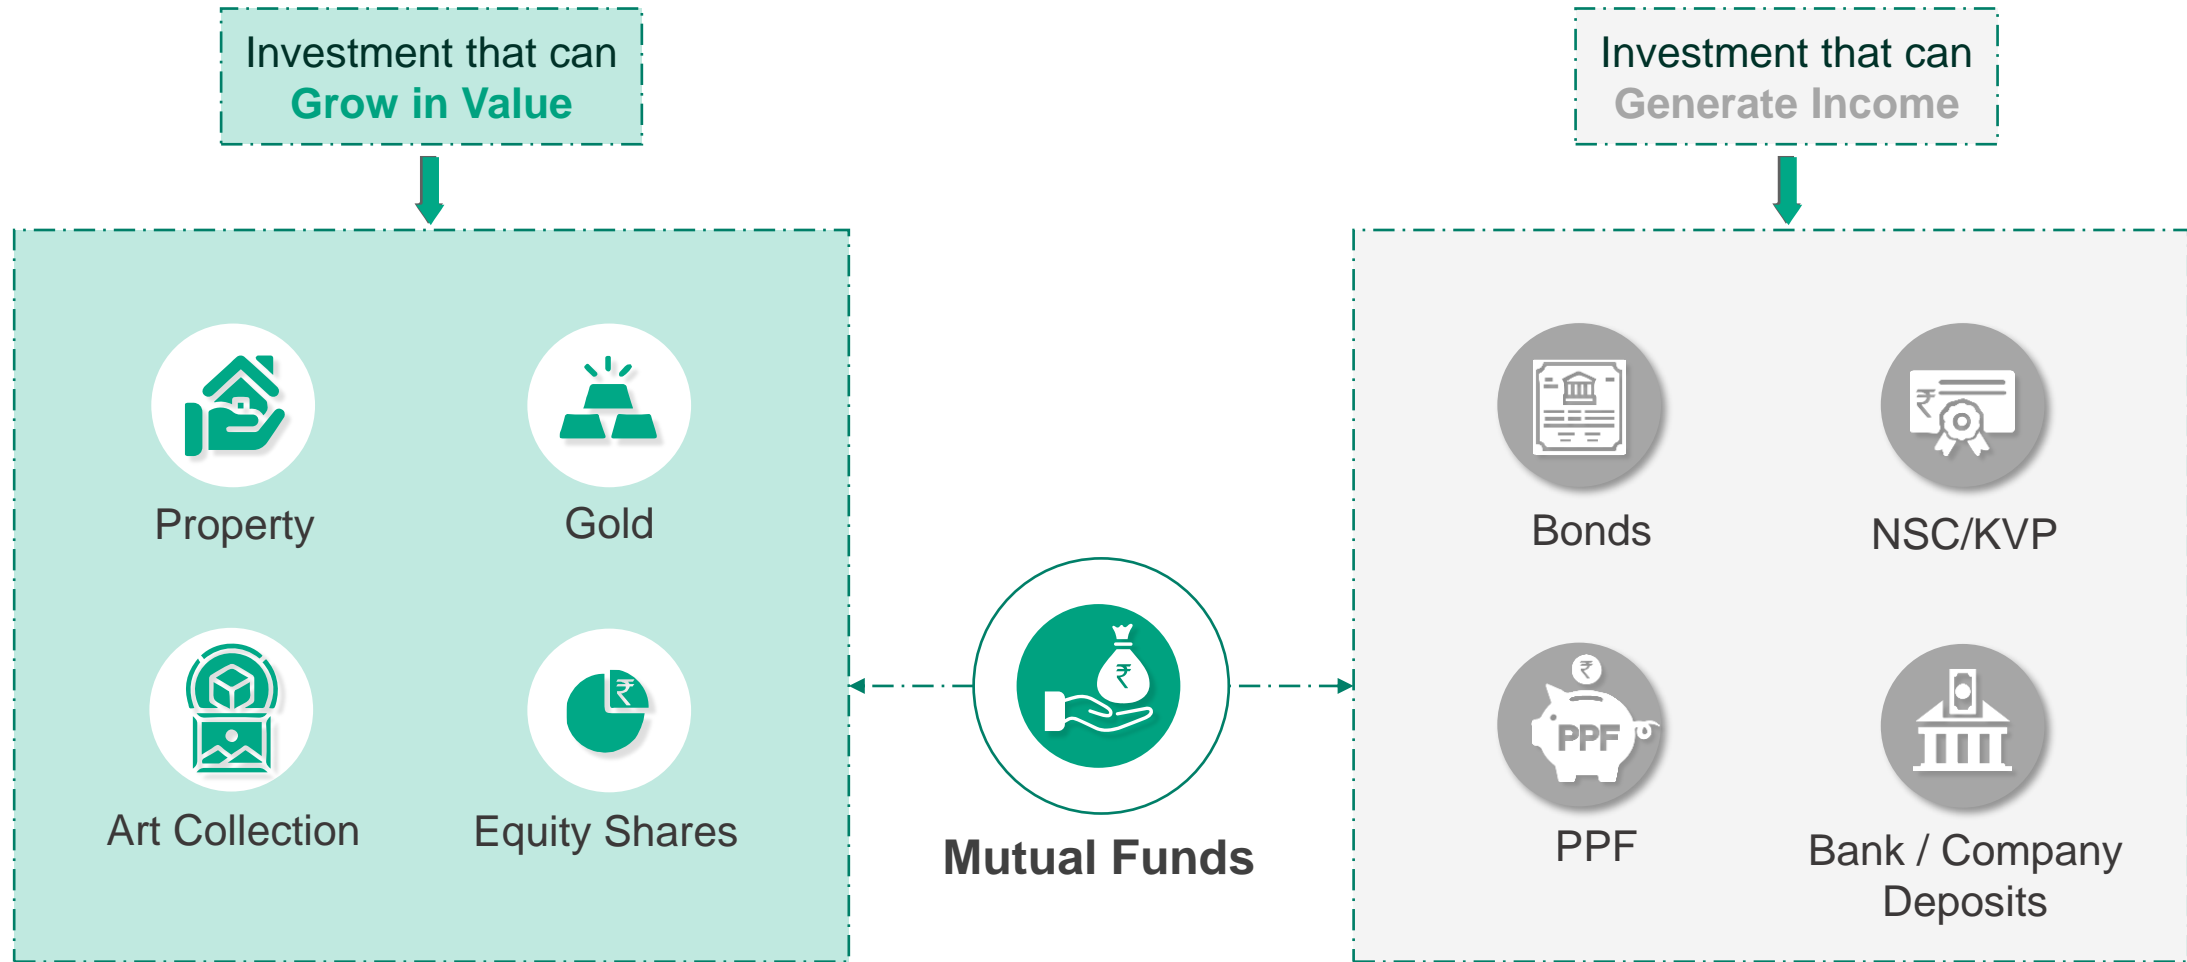 Investment that can
Grow in Value
Property
Gold
Art Collection
₹
Equity Shares
₹
Mutual Funds
Investment that can
Generate Income
Bonds
₹
NSC/KVP
₹
PPF
PPF
Bank / Company
Deposits